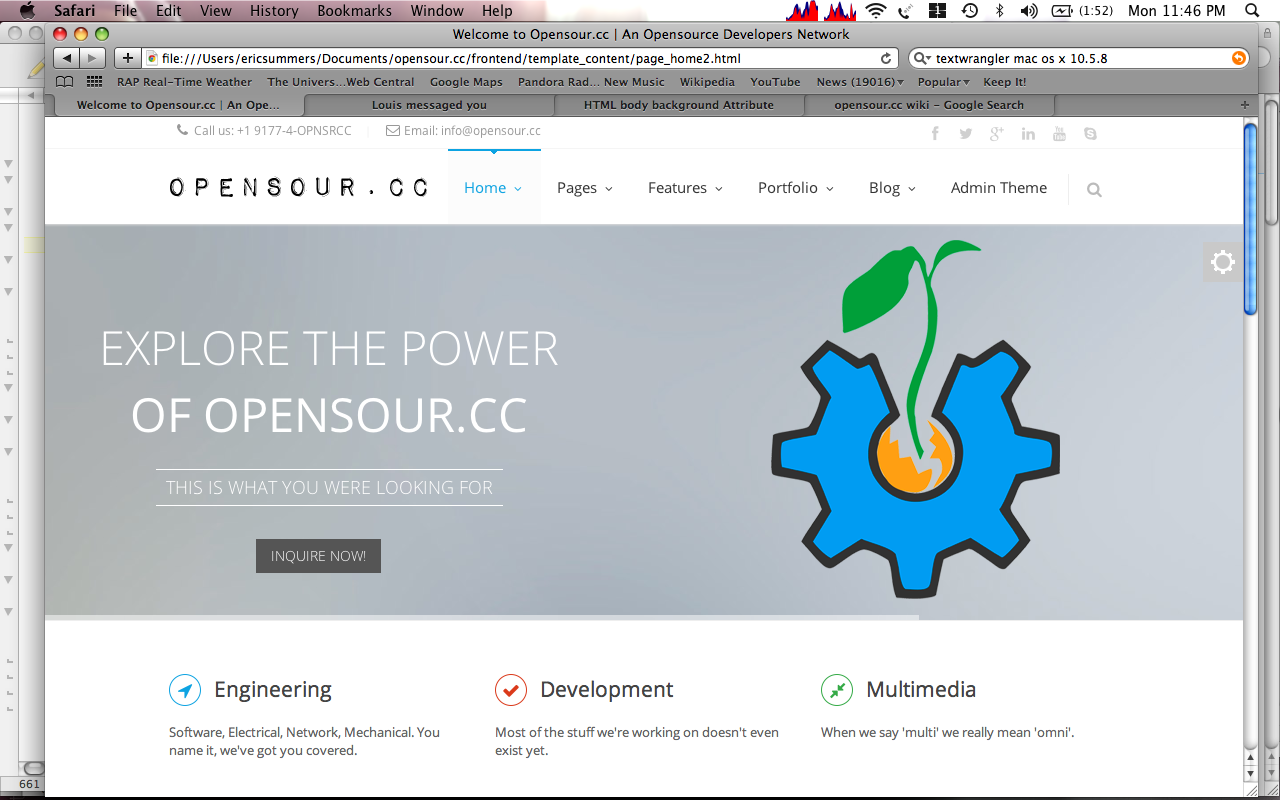 Safari File Edit View History Bookmarks Window Help (1:52) Mon 11:46 PM
Welcome to Opensour.cc | An Opensource Developers Network
file:///Users/ericsummers/Documents/opensour.cc/frontend/template_content/page_home2.html textwrangler mac os x 10.5.8
RAP Real-Time Weather The Univers...Web Central Google Maps Pandora Rad... New Music Wikipedia YouTube News (19016) Popular Keep It!
Welcome to Opensour.cc | An Ope... Louis messaged you HTML body background Attribute opensour.cc wiki – Google Search
Call us: +1 9177-4-OPNSRCC Email: info@opensour.cc
OPENSOUR.CC Home Pages Features Portfolio Blog Admin Theme
EXPLORE THE POWER
OF OPENSOUR.CC
THIS IS WHAT YOU WERE LOOKING FOR
INQUIRE NOW!
Engineering
Software, Electrical, Network, Mechanical. You
name it, we've got you covered.
Development
Most of the stuff we're working on doesn't even
exist yet.
Multimedia
When we say 'multi' we really mean 'omni'.
661